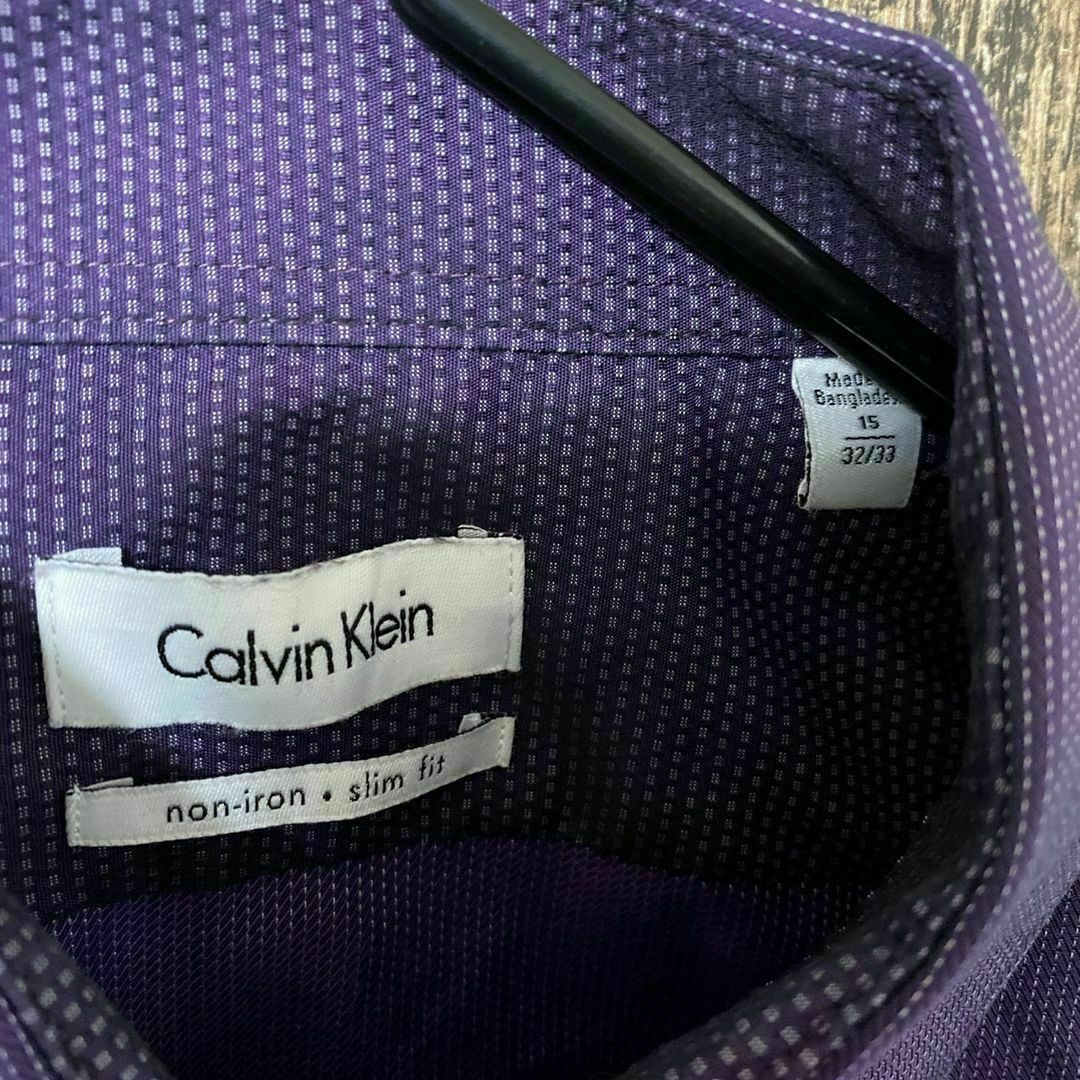 Made
15
32/33
Calvin Klein
non-iron • slim fit